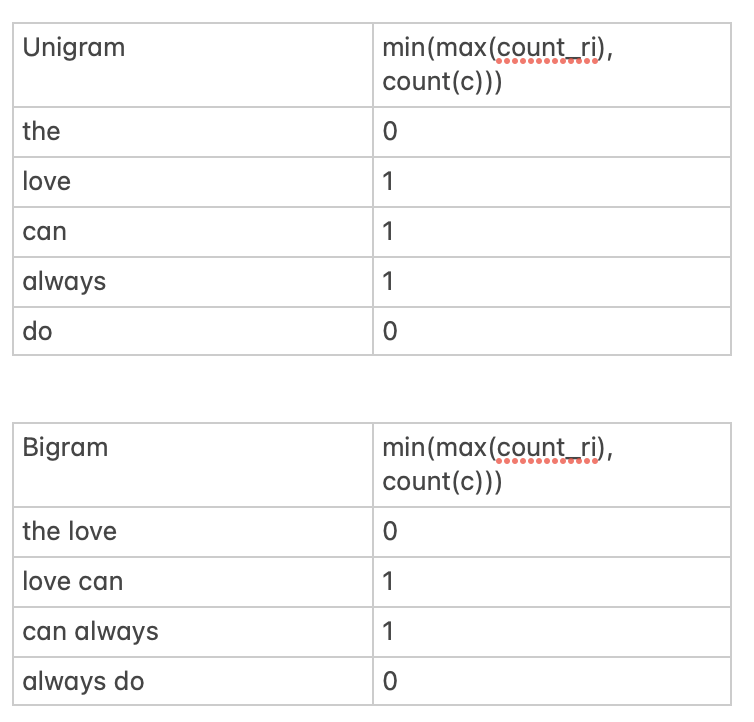 Unigram
min(max(count_ri),
count(c)))
the 0
love 1
can 1
always 1
do 0
Bigram
min(max(count_ri),
count(c)))
the love 0
love can 1
can always 1
always do 0